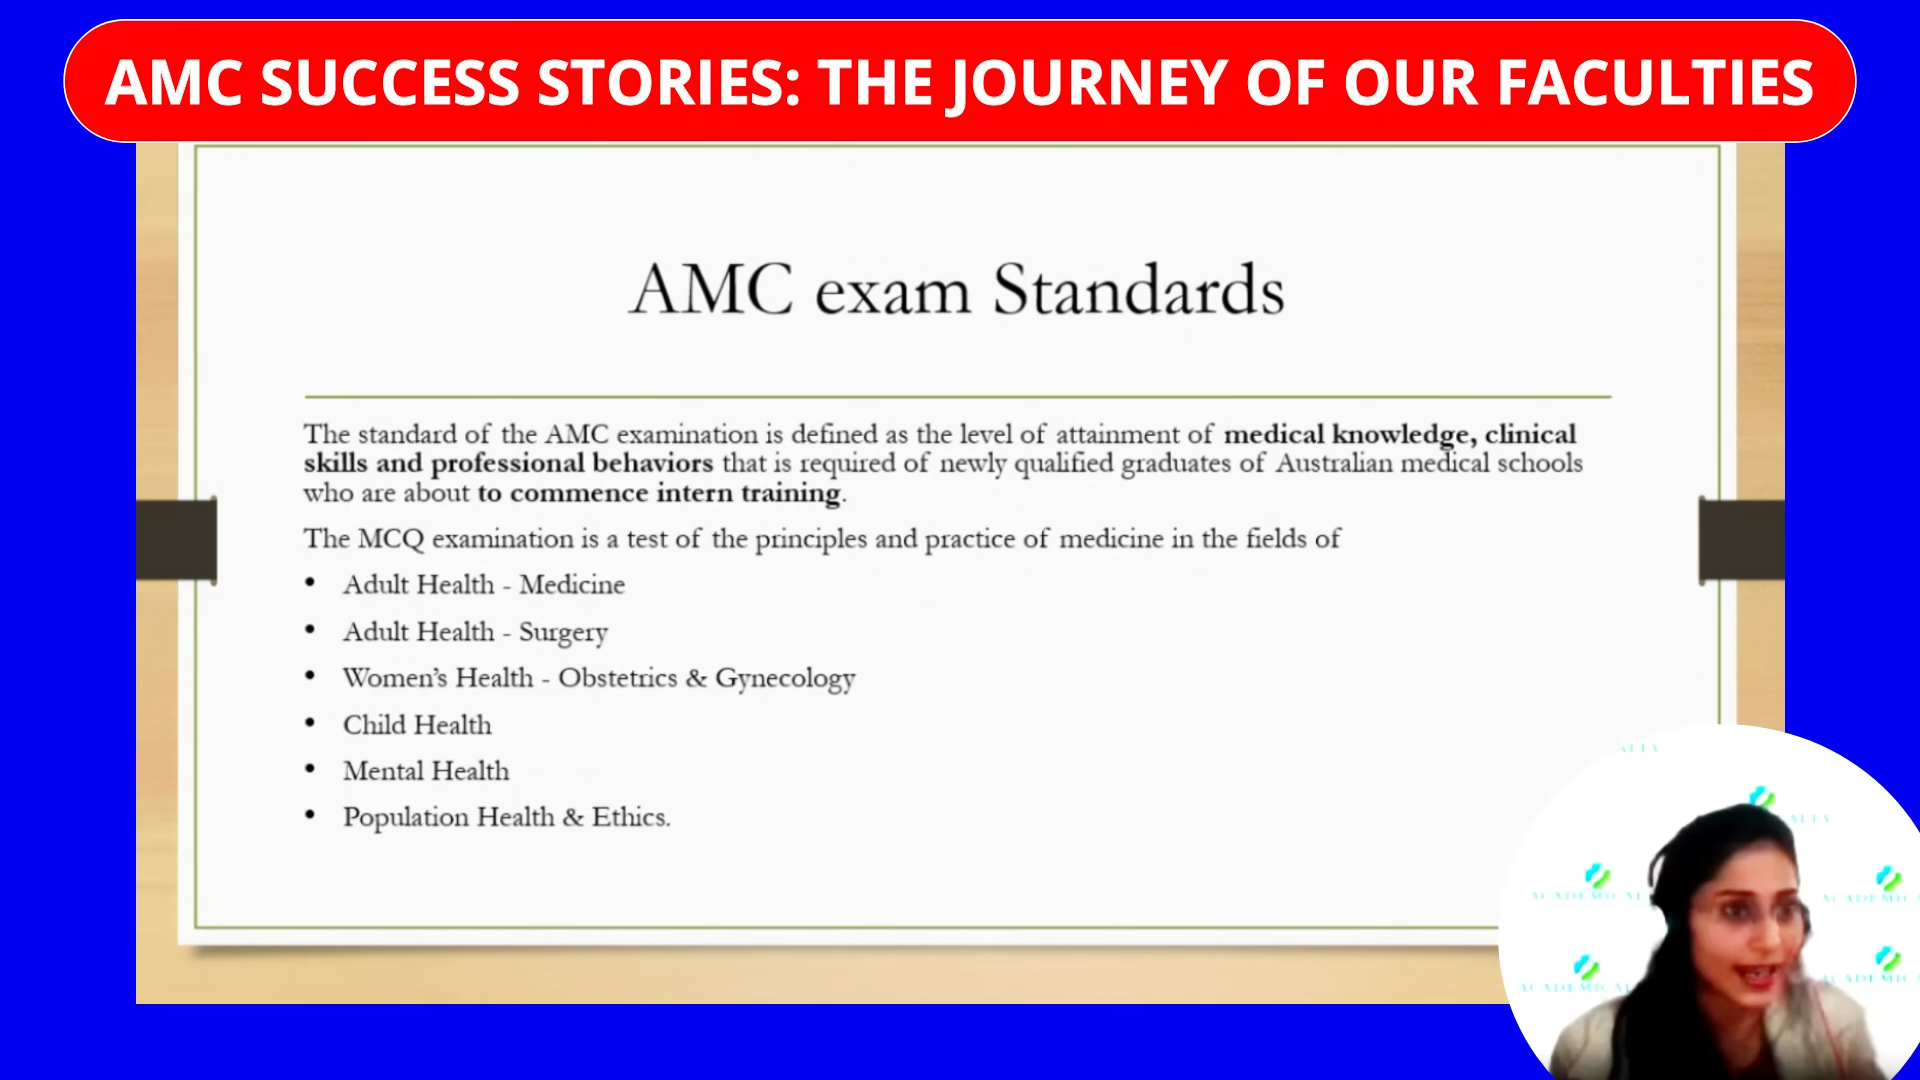 AMC SUCCESS STORIES: THE JOURNEY OF OUR FACULTIES
AMC exam Standards
The standard of the AMC examination is defined as the level of attainment of medical knowledge, clinical
skills and professional behaviors that is required of newly qualified graduates of Australian medical schools
who are about to commence intern training.
The MCQ examination is a test of the principles and practice of medicine in the fields of
• Adult Health - Medicine
• Adult Health - Surgery
• Women's Health - Obstetrics & Gynecology
• Child Health
• Mental Health
• Population Health & Ethics.